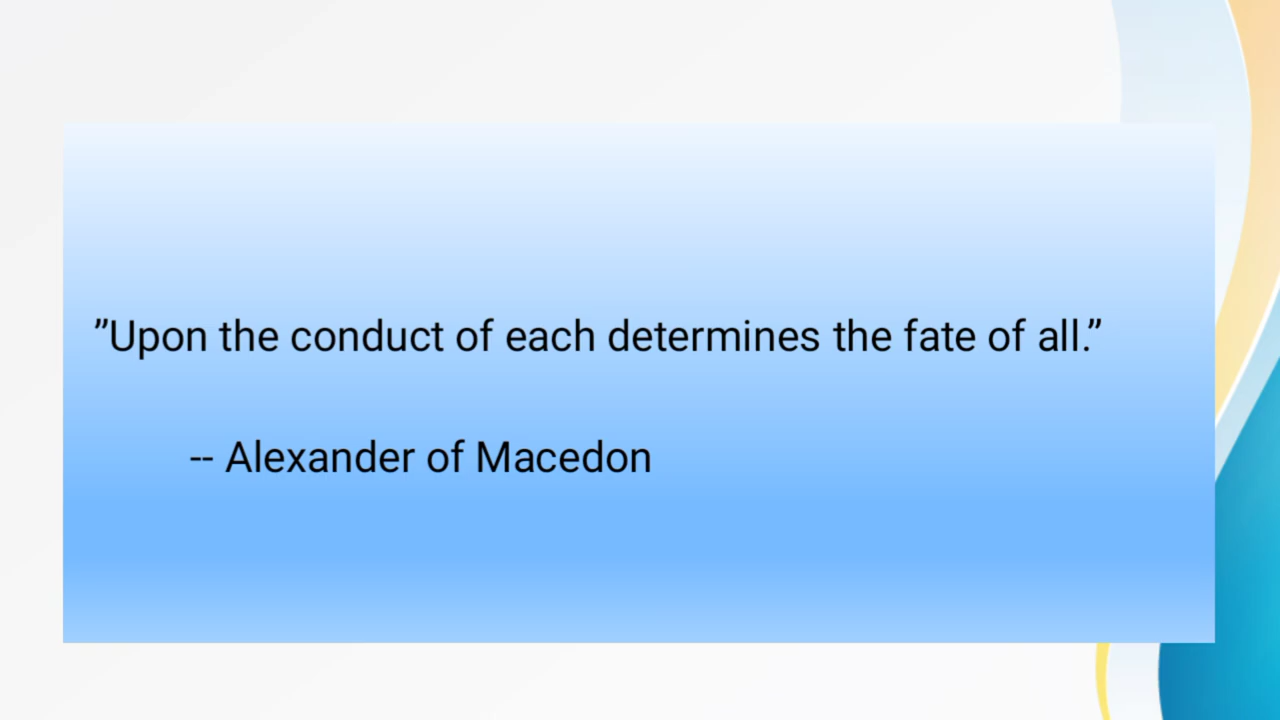 ”Upon the conduct of each determines the fate of all.”
-- Alexander of Macedon